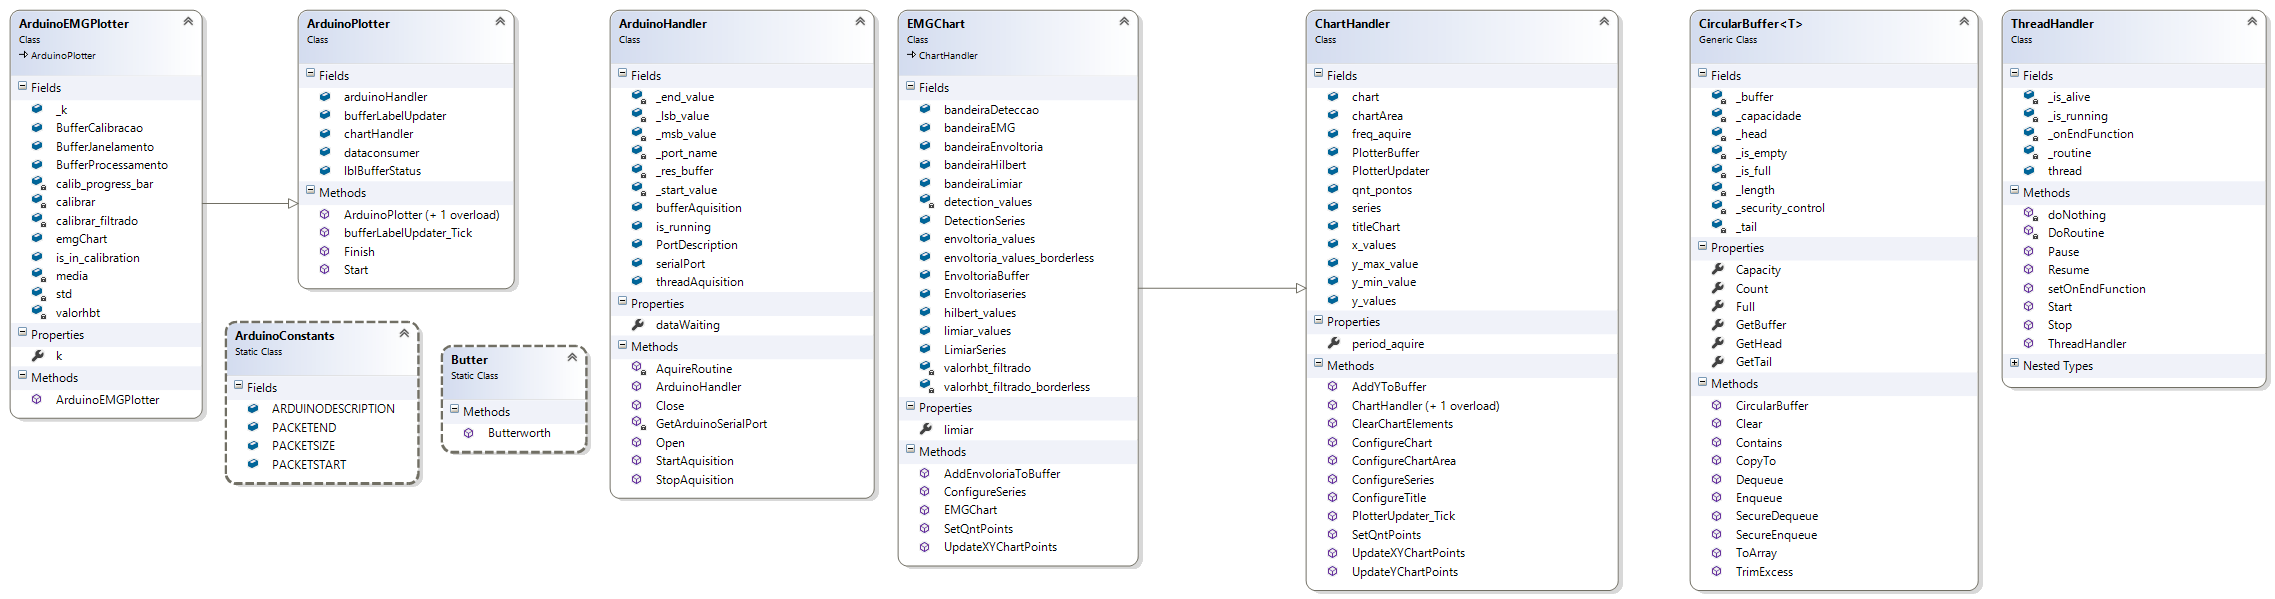 ArduinoEMGPlotter
Class
ArduinoPlotter
Fields
_k
BufferCalibracao
BufferJanelamento
BufferProcessamento
calib_progress_bar
calibrar
calibrar_filtrado
emgChart
is_in_calibration
media
std
valorhbt
Properties
k
Methods
ArduinoEMGPlotter
ArduinoPlotter
Class
Fields
arduinoHandler
bufferLabelUpdater
chartHandler
dataconsumer
lblBufferStatus
Methods
ArduinoPlotter (+ 1 overload)
bufferLabelUpdater_Tick
Finish
Start
ArduinoConstants
Static Class
Fields
ARDUINODESCRIPTION
PACKETEND
PACKETSIZE
PACKETSTART
Butter
Static Class
Methods
Butterworth
ArduinoHandler
Class
Fields
_end_value
_lsb_value
_msb_value
_port_name
_res_buffer
_start_value
bufferAquisition
is_running
PortDescription
serialPort
threadAquisition
Properties
dataWaiting
Methods
AquireRoutine
ArduinoHandler
Close
GetArduinoSerialPort
Open
StartAquisition
StopAquisition
EMGChart
Class
ChartHandler
Fields
bandeiraDeteccao
bandeiraEMG
bandeiraEnvoltoria
bandeiraHilbert
bandeiraLimiar
detection_values
DetectionSeries
envoltoria_values
envoltoria_values_borderless
EnvoltoriaBuffer
Envoltoriaseries
hilbert_values
limiar_values
LimiarSeries
valorhbt_filtrado
valorhbt_filtrado_borderless
Properties
limiar
Methods
AddEnvoloriaToBuffer
ConfigureSeries
EMGChart
SetQntPoints
UpdateXYChartPoints
ChartHandler
Class
Fields
chart
chartArea
freq_aquire
PlotterBuffer
PlotterUpdater
qnt_pontos
series
titleChart
x_values
y_max_value
y_min_value
y_values
Properties
period_aquire
Methods
AddYToBuffer
ChartHandler (+ 1 overload)
ClearChartElements
ConfigureChart
ConfigureChartArea
ConfigureSeries
ConfigureTitle
PlotterUpdater_Tick
SetQntPoints
UpdateXYChartPoints
UpdateYChartPoints
CircularBuffer<T>
Generic Class
Fields
_buffer
_capacidade
_head
_is_empty
_is_full
_length
_security_control
_tail
Properties
Capacity
Count
Full
GetBuffer
GetHead
GetTail
Methods
CircularBuffer
Clear
Contains
CopyTo
Dequeue
Enqueue
SecureDequeue
SecureEnqueue
ToArray
TrimExcess
ThreadHandler
Class
Fields
_is_alive
_is_running
_onEndFunction
_routine
thread
Methods
doNothing
DoRoutine
Pause
Resume
setOnEndFunction
Start
Stop
ThreadHandler
Nested Types